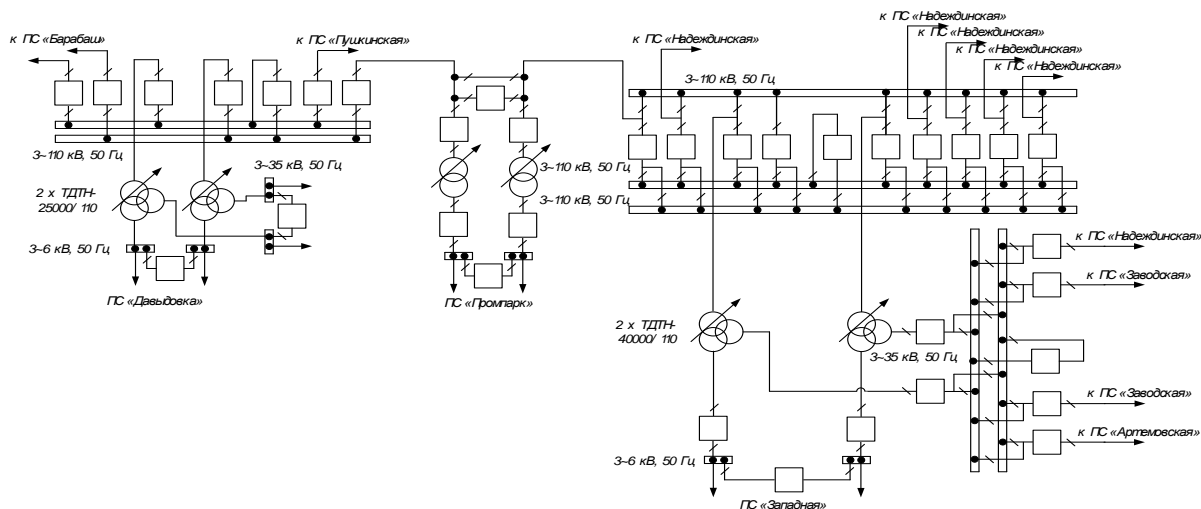 к ПС «Барабаш»
к ПС «Пушкинская»
к ПС «Надеждинская»
к ПС «Надеждинская»
к ПС «Надеждинская»
к ПС «Надеждинская»
к ПС «Надеждинская»
3~110 кВ, 50 Гц
3~110 кВ, 50 Гц
3~35 кВ, 50 Гц
3~110 кВ, 50 Гц
3~110 кВ, 50 Гц
2 х ТДТН-
25000/ 110
3~6 кВ, 50 Гц
ПС «Давыдовка»
ПС «Промпарк»
к ПС «Надеждинская»
к ПС «Заводская»
2 х ТДТН-
40000/ 110
3~35 кВ, 50 Гц
к ПС «Заводская»
к ПС «Артемовская»
3~6 кВ, 50 Гц
ПС «Западная»